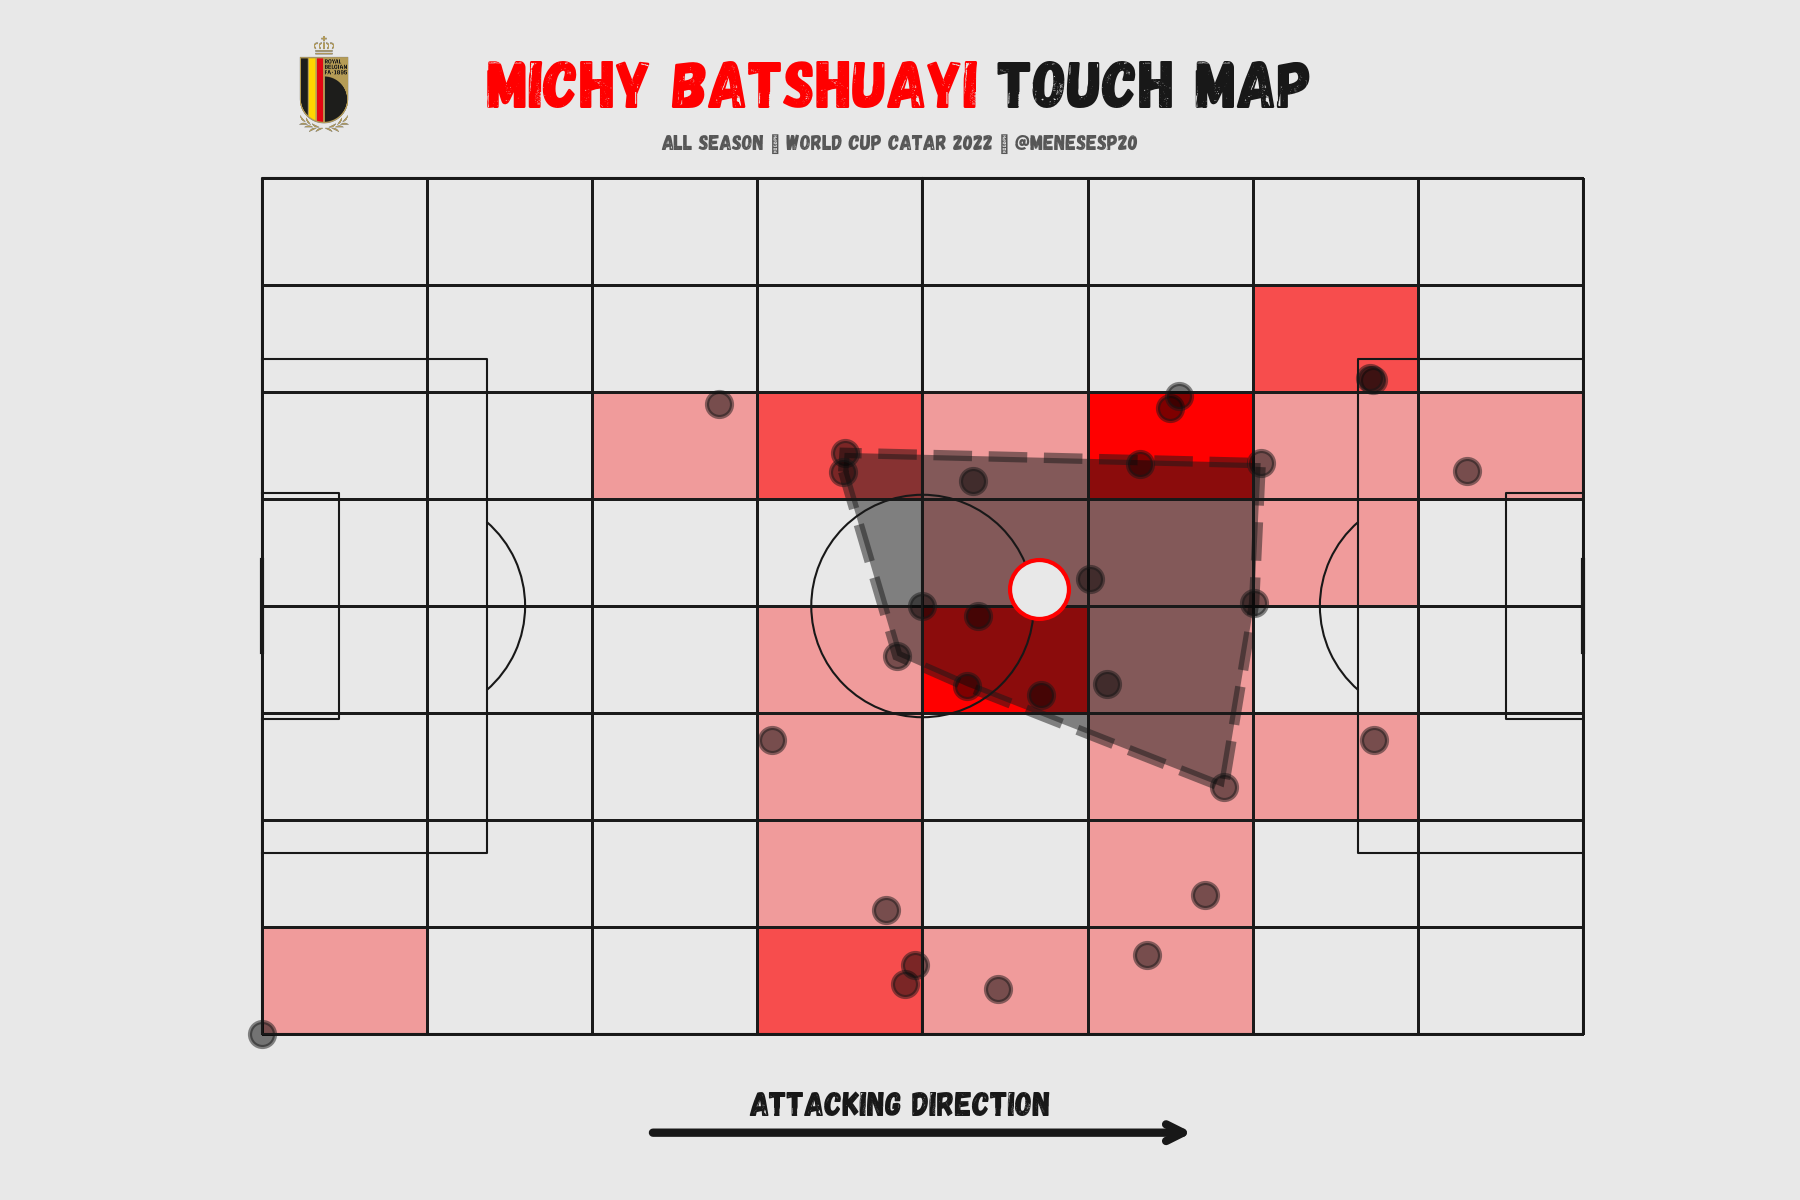 ROYAL
BELGIAN
FA·1895
MICHY BATSHUAYI TOUCH MAP
ALL SEASON ▯ WORLD CUP CATAR 2022 ▯ @MENESESP20
ATTACKING DIRECTION